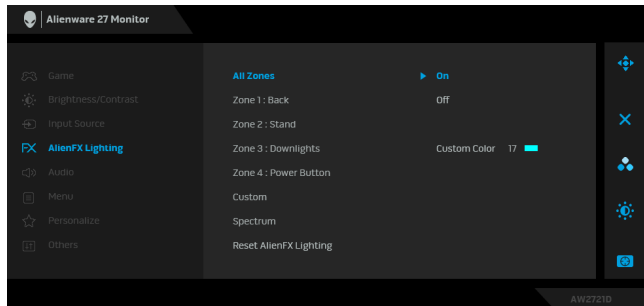 Alienware 27 Monitor
Game
Brightness/Contrast
Input Source
FX AlienFX Lighting
Audio
Menu
Personalize
Others
All Zones
Zone 1 : Back
Zone 2 : Stand
Zone 3 : Downlights
Zone 4 : Power Button
Custom
Spectrum
Reset AlienFX Lighting
On
Off
Custom Color 17
AW2721D